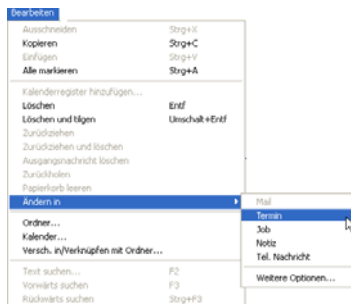 Bearbeiten
Ausschneiden Strg+X
Kopieren Strg+C
Einfügen Strg+V
Alle markieren Strg+A
Kalenderregister hinzufügen...
Löschen Entf
Löschen und tilgen Umschalt+Entf
Zurückziehen
Zurückziehen und löschen
Ausgangsnachricht löschen
Zurückholen
Papierkorb leeren
Ändern in
Mail
Termin
Job
Notiz
Tel. Nachricht
Weitere Optionen...
Ordner...
Kalender...
Versch. in/Verknüpfen mit Ordner...
Text suchen... F2
Vorwärts suchen F3
Rückwärts suchen Strg+F3